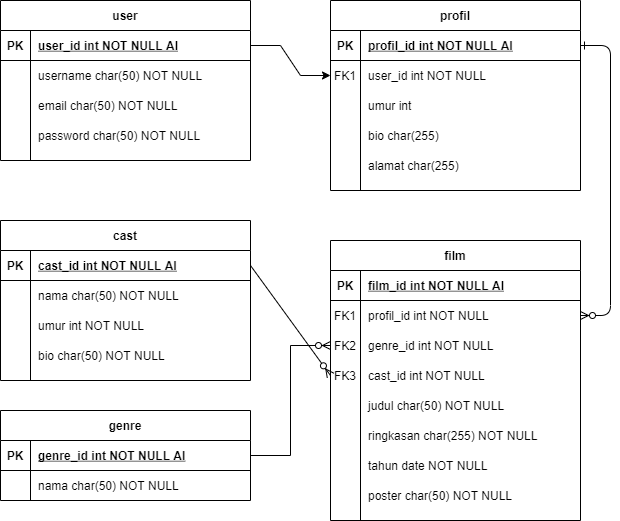 user
PK user_id int NOT NULL AI
username char(50) NOT NULL
email char(50) NOT NULL
password char(50) NOT NULL
profil
PK profil_id int NOT NULL AI
FK1 user_id int NOT NULL
umur int
bio char(255)
alamat char(255)
cast
PK cast_id int NOT NULL AI
nama char(50) NOT NULL
umur int NOT NULL
bio char(50) NOT NULL
film
PK film_id int NOT NULL AI
FK1 profil_id int NOT NULL
FK2 genre_id int NOT NULL
FK3 cast_id int NOT NULL
judul char(50) NOT NULL
ringkasan char(255) NOT NULL
tahun date NOT NULL
poster char(50) NOT NULL
genre
PK genre_id int NOT NULL AI
nama char(50) NOT NULL